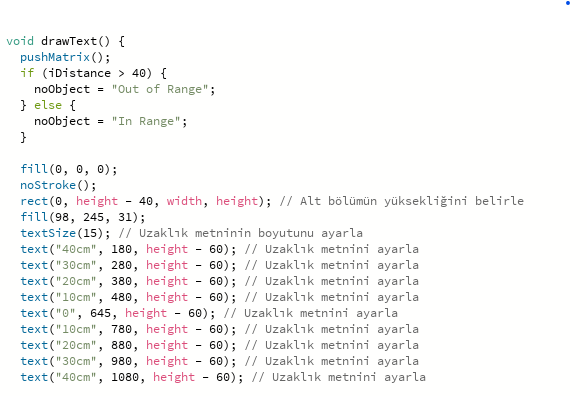 void drawText() {
  pushMatrix();
  if (iDistance > 40) {
    noObject = "Out of Range";
  } else {
    noObject = "In Range";
  }

  fill(0, 0, 0);
  noStroke();
  rect(0, height - 40, width, height); // Alt bölümün yüksekliğini belirle
  fill(98, 245, 31);
  textSize(15); // Uzaklık metninin boyutunu ayarla
  text("40cm", 180, height - 60); // Uzaklık metnini ayarla
  text("30cm", 280, height - 60); // Uzaklık metnini ayarla
  text("20cm", 380, height - 60); // Uzaklık metnini ayarla
  text("10cm", 480, height - 60); // Uzaklık metnini ayarla
  text("0", 645, height - 60); // Uzaklık metnini ayarla
  text("10cm", 780, height - 60); // Uzaklık metnini ayarla
  text("20cm", 880, height - 60); // Uzaklık metnini ayarla
  text("30cm", 980, height - 60); // Uzaklık metnini ayarla
  text("40cm", 1080, height - 60); // Uzaklık metnini ayarla